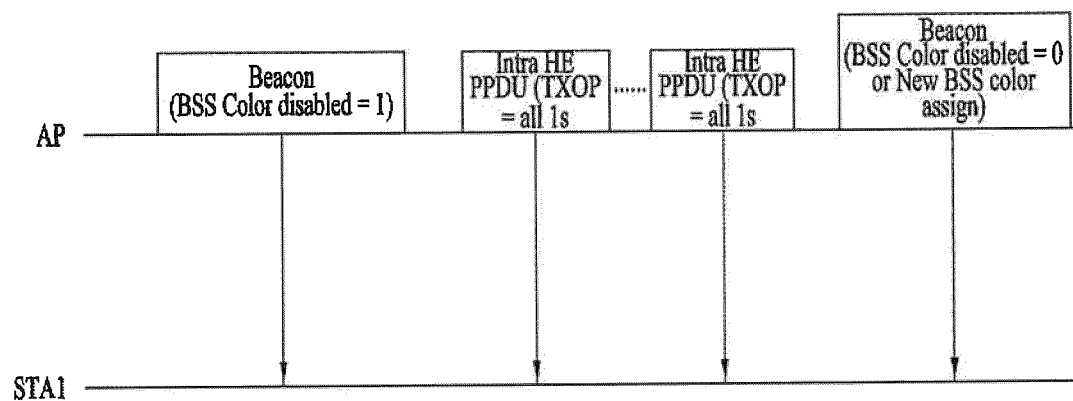 Beacon
(BSS Color disabled = 1)
Intra HE
PPDU (TXOP
= all 1s
......
Intra HE
PPDU (TXOP
= all 1s
Beacon
(BSS Color disabled = 0
or New BSS color
assign)
AP
STA1